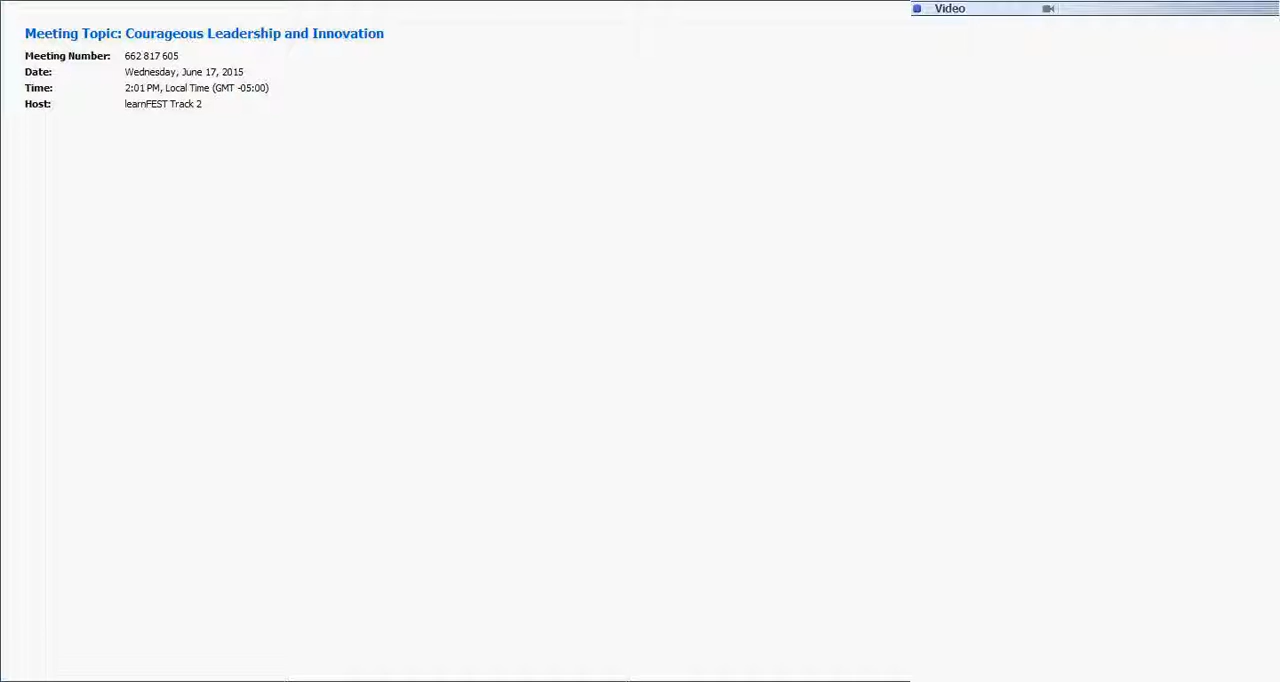 Video
Meeting Topic: Courageous Leadership and Innovation
Meeting Number: 662 817 605
Date: Wednesday, June 17, 2015
Time: 2:01 PM, Local Time (GMT -05:00)
Host: learnFEST Track 2